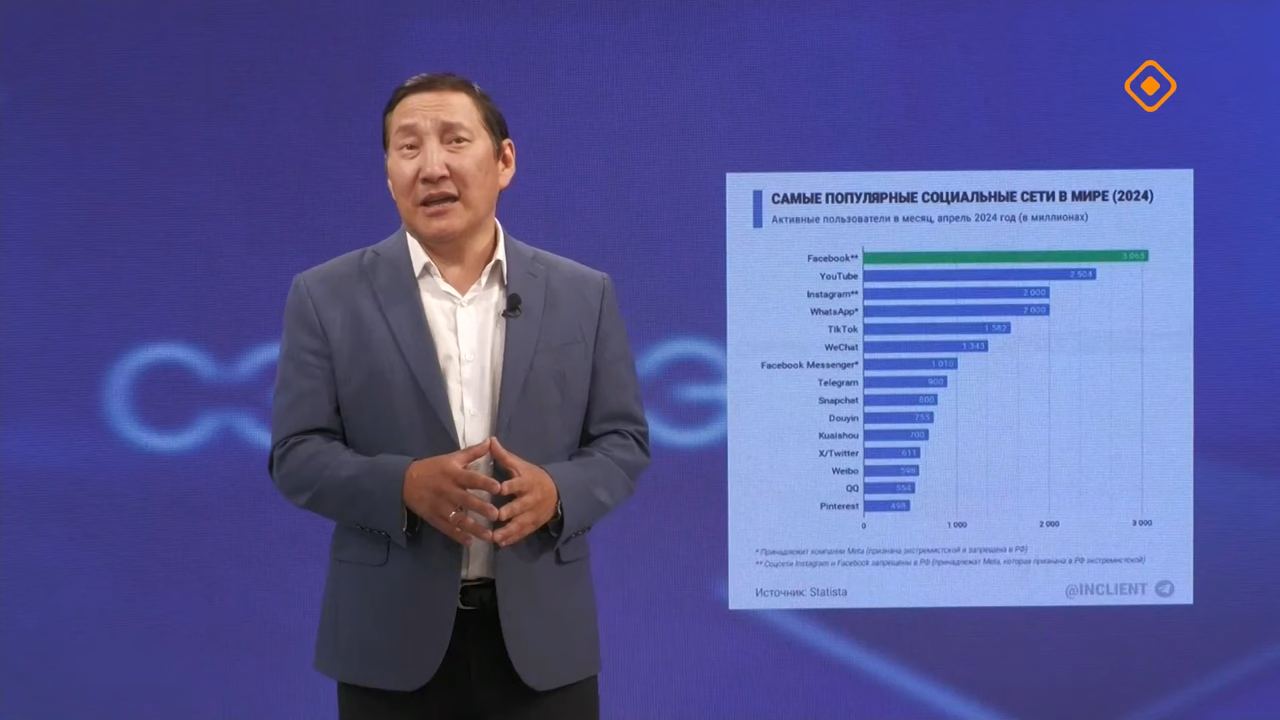 САМЫЕ ПОПУЛЯРНЫЕ СОЦИАЛЬНЫЕ СЕТИ В МИРЕ (2024)
Активные пользователи в месяц, апрель 2024 год (в миллионах)
Facebook** 3 065
YouTube 2 504
Instagram** 2 000
WhatsApp* 2 000
TikTok 1 582
WeChat 1 343
Facebook Messenger* 1 010
Telegram 900
Snapchat 800
Douyin 755
Kuaishou 700
X/Twitter 611
Weibo 598
QQ 554
Pinterest 498
0 1 000 2 000 3 000
* Принадлежит компании Meta (признана экстремистской и запрещена в РФ)
** Соцсети Instagram и Facebook запрещены в РФ (принадлежат Meta, которая признана в РФ экстремистской)
Источник: Statista
@INCLIENT